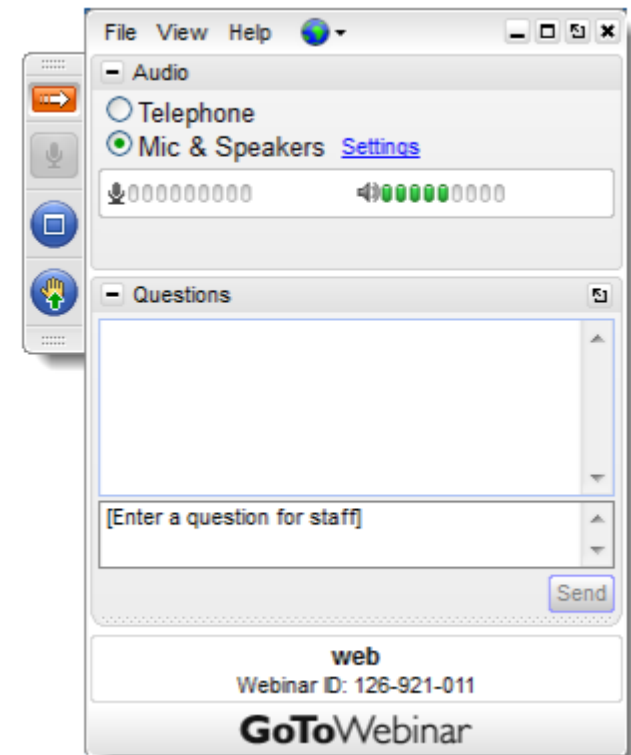 File View Help
Audio
Telephone
Mic & Speakers Settings
Questions
[Enter a question for staff]
Send
web
Webinar ID: 126-921-011
GoToWebinar